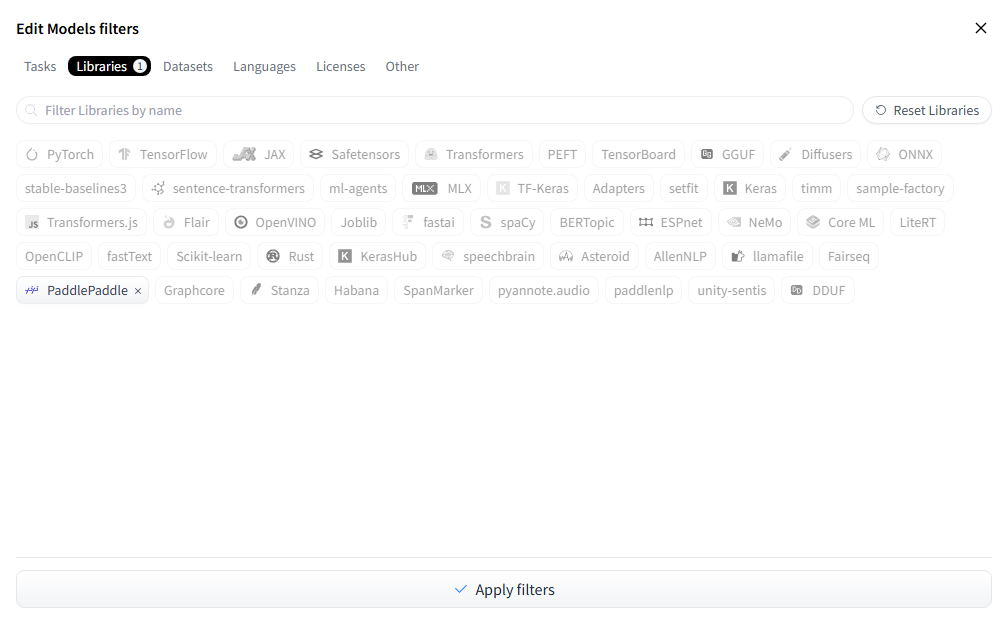 Edit Models filters
Tasks Libraries 1 Datasets Languages Licenses Other
Filter Libraries by name Reset Libraries
PyTorch TensorFlow JAX Safetensors Transformers PEFT TensorBoard GGUF Diffusers ONNX
stable-baselines3 sentence-transformers ml-agents MLX MLX K TF-Keras Adapters setfit K Keras timm sample-factory
JS Transformers.js Flair OpenVINO Joblib fastai S spaCy BERTopic ESPnet NeMo Core ML LiteRT
OpenCLIP fastText Scikit-learn Rust K KerasHub speechbrain Asteroid AllenNLP llamafile Fairseq
PaddlePaddle × Graphcore Stanza Habana SpanMarker pyannote.audio paddlenlp unity-sentis DDUF
Apply filters